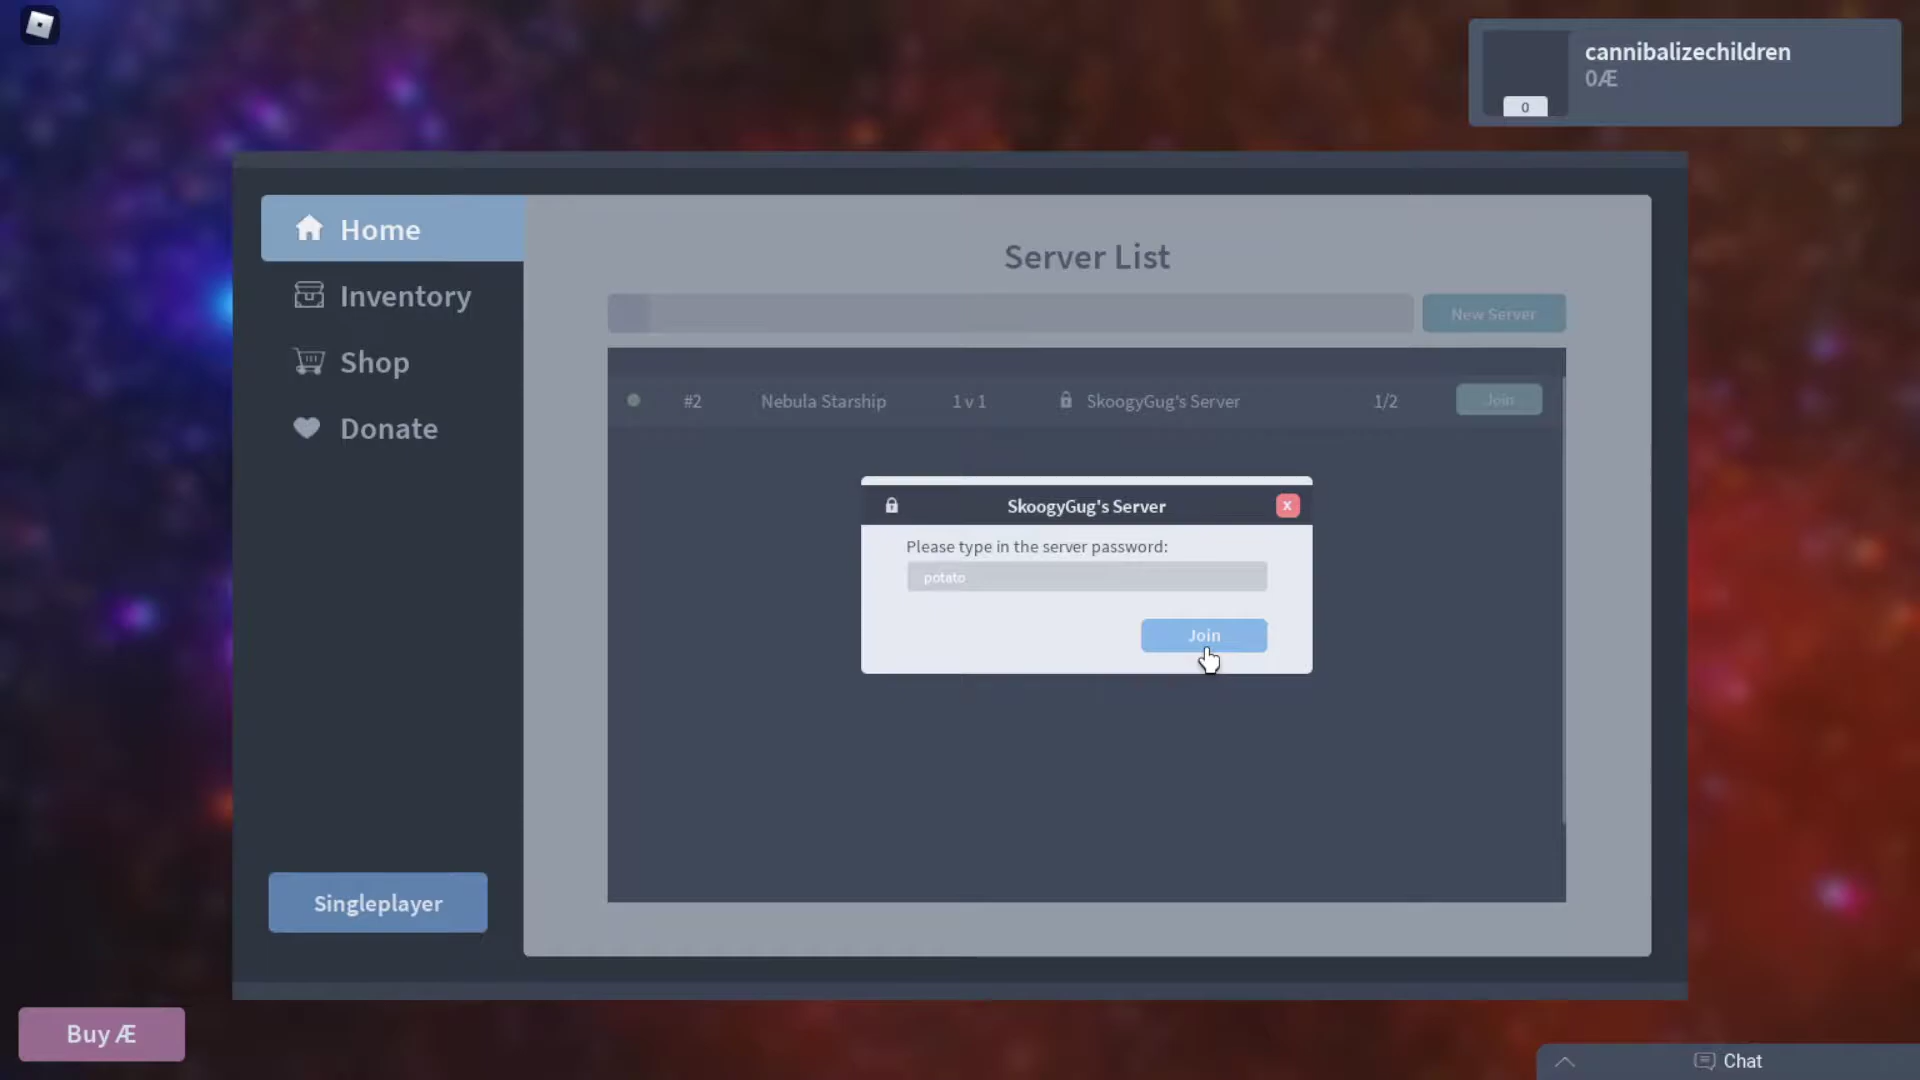 cannibalizechildren
0Æ
0
Home
Inventory
Shop
Donate
Singleplayer
Buy Æ
Server List
New Server
#2 Nebula Starship 1 v 1 SkoogyGug's Server 1/2 Join
SkoogyGug's Server x
Please type in the server password:
potato
Join
Chat